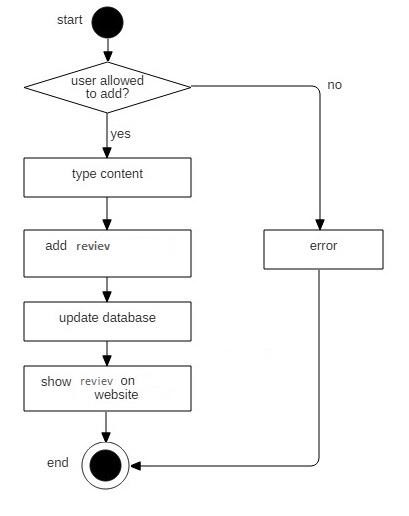 start
user allowed
to add?
no
yes
type content
add reviev
error
update database
show reviev on
website
end